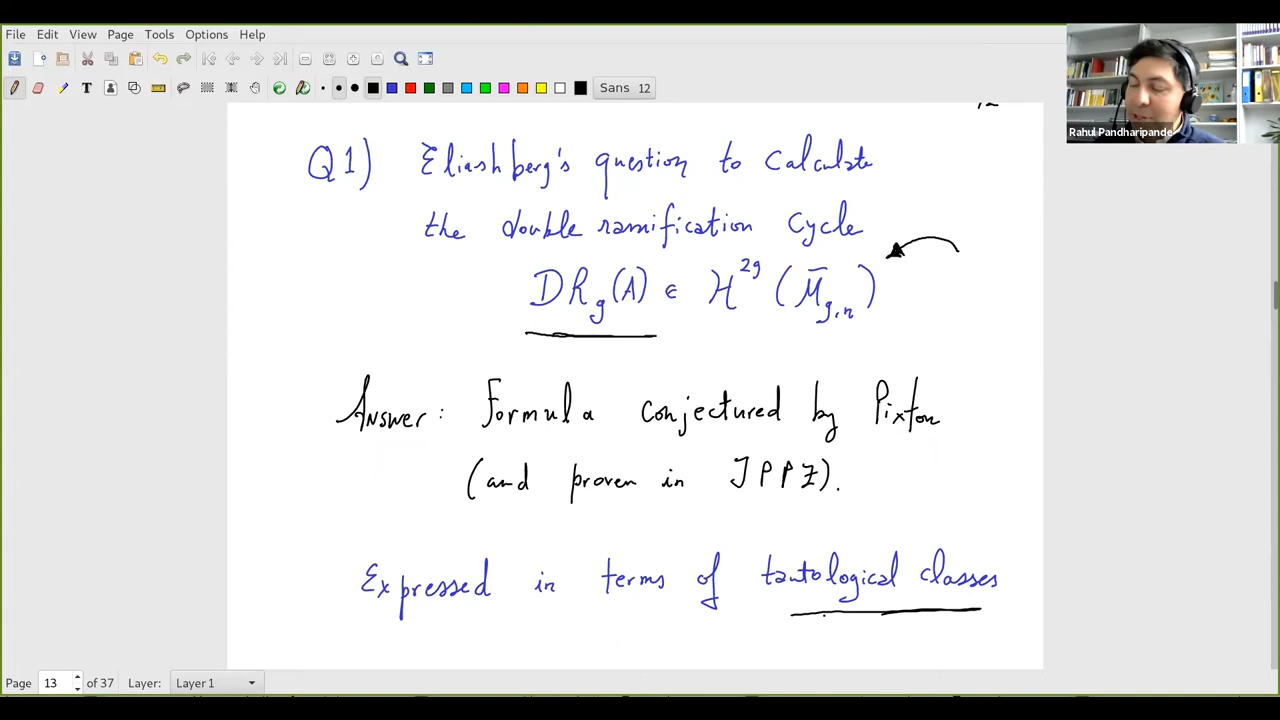 File Edit View Page Tools Options Help
Sans 12
Rahul Pandharipande
12
Q1) Eliashberg's question to calculate
the double ramification cycle
DR_g(A) ∈ H^{2g}(M̄_{g,n})
Answer: Formula conjectured by Pixton
(and proven in JPPZ).
Expressed in terms of tautological classes
Page 13 of 37 Layer: Layer 1